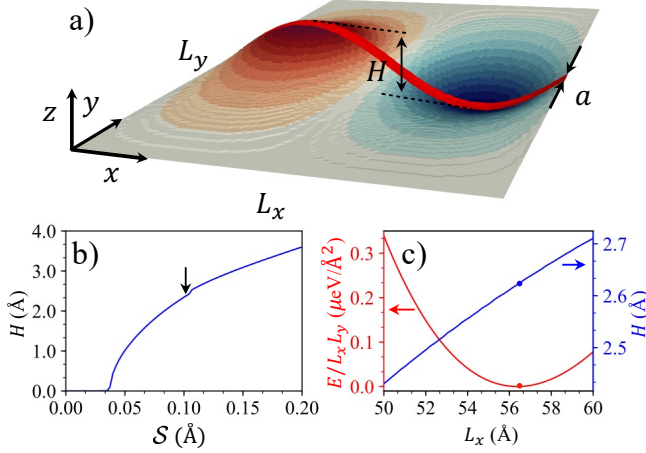 a)
L_y
H
a
z
y
x
L_x
b)
4.0
3.0
2.0
1.0
0.0
H (Å)
0.00 0.05 0.10 0.15 0.20
𝒮 (Å)
c)
E/L_x L_y (μeV/Å²)
0.3
0.2
0.1
0.0
2.7
2.6
2.5
H (Å)
50 52 54 56 58 60
L_x (Å)